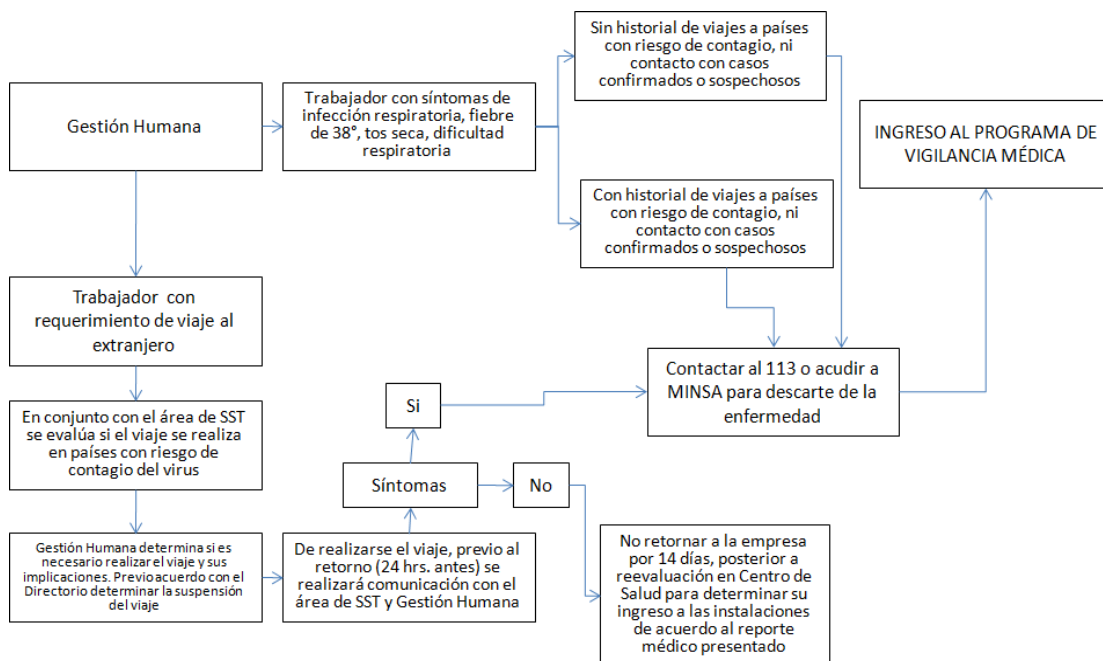 Sin historial de viajes a países
con riesgo de contagio, ni
contacto con casos
confirmados o sospechosos
Gestión Humana
Trabajador con síntomas de
infección respiratoria, fiebre
de 38°, tos seca, dificultad
respiratoria
INGRESO AL PROGRAMA DE
VIGILANCIA MÉDICA
Con historial de viajes a países
con riesgo de contagio, ni
contacto con casos
confirmados o sospechosos
Trabajador con
requerimiento de viaje al
extranjero
Contactar al 113 o acudir a
MINSA para descarte de la
enfermedad
Si
En conjunto con el área de SST
se evalúa si el viaje se realiza
en países con riesgo de
contagio del virus
Síntomas
No
Gestión Humana determina si es
necesario realizar el viaje y sus
implicaciones. Previo acuerdo con el
Directorio determinar la suspensión
del viaje
De realizarse el viaje, previo al
retorno (24 hrs. antes) se
realizará comunicación con el
área de SST y Gestión Humana
No retornar a la empresa
por 14 días, posterior a
reevaluación en Centro de
Salud para determinar su
ingreso a las instalaciones
de acuerdo al reporte
médico presentado